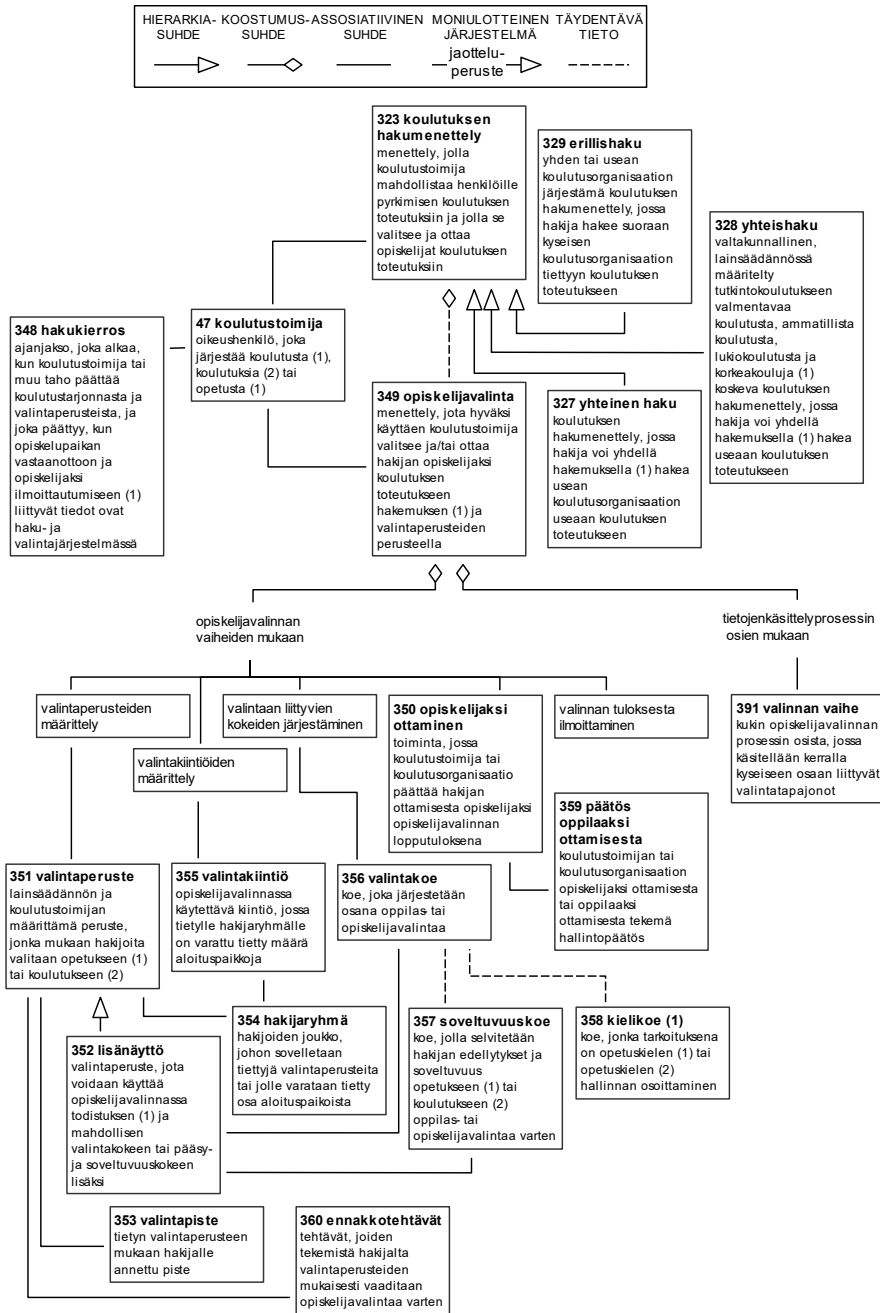 HIERARKIA-
SUHDE
KOOSTUMUS-
SUHDE
ASSOSIATIIVINEN
SUHDE
MONIULOTTEINEN
JÄRJESTELMÄ
jaottelu-
peruste
TÄYDENTÄVÄ
TIETO
323 koulutuksen
hakumenettely
menettely, jolla
koulutustoimija
mahdollistaa henkilöille
pyrkimisen koulutuksen
toteutuksiin ja jolla se
valitsee ja ottaa
opiskelijat koulutuksen
toteutuksiin
329 erillishaku
yhden tai usean
koulutusorganisaation
järjestämä koulutuksen
hakumenettely, jossa
hakija hakee suoraan
kyseisen
koulutusorganisaation
tiettyyn koulutuksen
toteutukseen
328 yhteishaku
valtakunnallinen,
lainsäädännössä
määritelty
tutkintokoulutukseen
valmentavaa
koulutusta, ammatillista
koulutusta,
lukiokoulutusta ja
korkeakouluja (1)
koskeva koulutuksen
hakumenettely, jossa
hakija voi yhdellä
hakemuksella (1) hakea
useaan koulutuksen
toteutukseen
348 hakukierros
ajanjakso, joka alkaa,
kun koulutustoimija tai
muu taho päättää
koulutustarjonnasta ja
valintaperusteista, ja
joka päättyy, kun
opiskelupaikan
vastaanottoon ja
opiskelijaksi
ilmoittautumiseen (1)
liittyvät tiedot ovat
haku- ja
valintajärjestelmässä
47 koulutustoimija
oikeushenkilö, joka
järjestää koulutusta (1),
koulutuksia (2) tai
opetusta (1)
349 opiskelijavalinta
menettely, jota hyväksi
käyttäen koulutustoimija
valitsee ja/tai ottaa
hakijan opiskelijaksi
koulutuksen
toteutukseen
hakemuksen (1) ja
valintaperusteiden
perusteella
327 yhteinen haku
koulutuksen
hakumenettely, jossa
hakija voi yhdellä
hakemuksella (1) hakea
usean
koulutusorganisaation
useaan koulutuksen
toteutukseen
opiskelijavalinnan
vaiheiden mukaan
tietojenkäsittelyprosessin
osien mukaan
valintaperusteiden
määrittely
valintakiintiöiden
määrittely
valintaan liittyvien
kokeiden järjestäminen
350 opiskelijaksi
ottaminen
toiminta, jossa
koulutustoimija tai
koulutusorganisaatio
päättää hakijan
ottamisesta opiskelijaksi
opiskelijavalinnan
lopputuloksena
valinnan tuloksesta
ilmoittaminen
391 valinnan vaihe
kukin opiskelijavalinnan
prosessin osista, jossa
käsitellään kerralla
kyseiseen osaan liittyvät
valintatapajonot
359 päätös
oppilaaksi
ottamisesta
koulutustoimijan tai
koulutusorganisaation
opiskelijaksi ottamisesta
tai oppilaaksi
ottamisesta tekemä
hallintopäätös
351 valintaperuste
lainsäädännön ja
koulutustoimijan
määrittämä peruste,
jonka mukaan hakijoita
valitaan opetukseen (1)
tai koulutukseen (2)
355 valintakiintiö
opiskelijavalinnassa
käytettävä kiintiö, jossa
tietylle hakijaryhmälle
on varattu tietty määrä
aloituspaikkoja
356 valintakoe
koe, joka järjestetään
osana oppilas- tai
opiskelijavalintaa
352 lisänäyttö
valintaperuste, jota
voidaan käyttää
opiskelijavalinnassa
todistuksen (1) ja
mahdollisen
valintakokeen tai pääsy-
ja soveltuvuuskokeen
lisäksi
354 hakijaryhmä
hakijoiden joukko,
johon sovelletaan
tiettyjä valintaperusteita
tai jolle varataan tietty
osa aloituspaikoista
357 soveltuvuuskoe
koe, jolla selvitetään
hakijan edellytykset ja
soveltuvuus
opetukseen (1) tai
koulutukseen (2)
oppilas- tai
opiskelijavalintaa varten
358 kielikoe (1)
koe, jonka tarkoituksena
on opetuskielen (1) tai
opetuskielen (2)
hallinnan osoittaminen
353 valintapiste
tietyn valintaperusteen
mukaan hakijalle
annettu piste
360 ennakkotehtävät
tehtävät, joiden
tekemistä hakijalta
valintaperusteiden
mukaisesti vaaditaan
opiskelijavalintaa varten